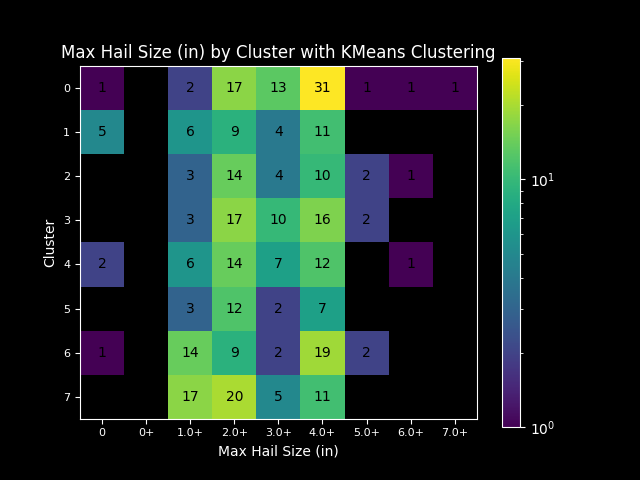 Max Hail Size (in) by Cluster with KMeans Clustering
0 1 2 17 13 31 1 1 1
1 5 6 9 4 11
2 3 14 4 10 2 1
3 3 17 10 16 2
4 2 6 14 7 12 1
5 3 12 2 7
6 1 14 9 2 19 2
7 17 20 5 11
0 0+ 1.0+ 2.0+ 3.0+ 4.0+ 5.0+ 6.0+ 7.0+
Max Hail Size (in)
Cluster
10¹
10⁰